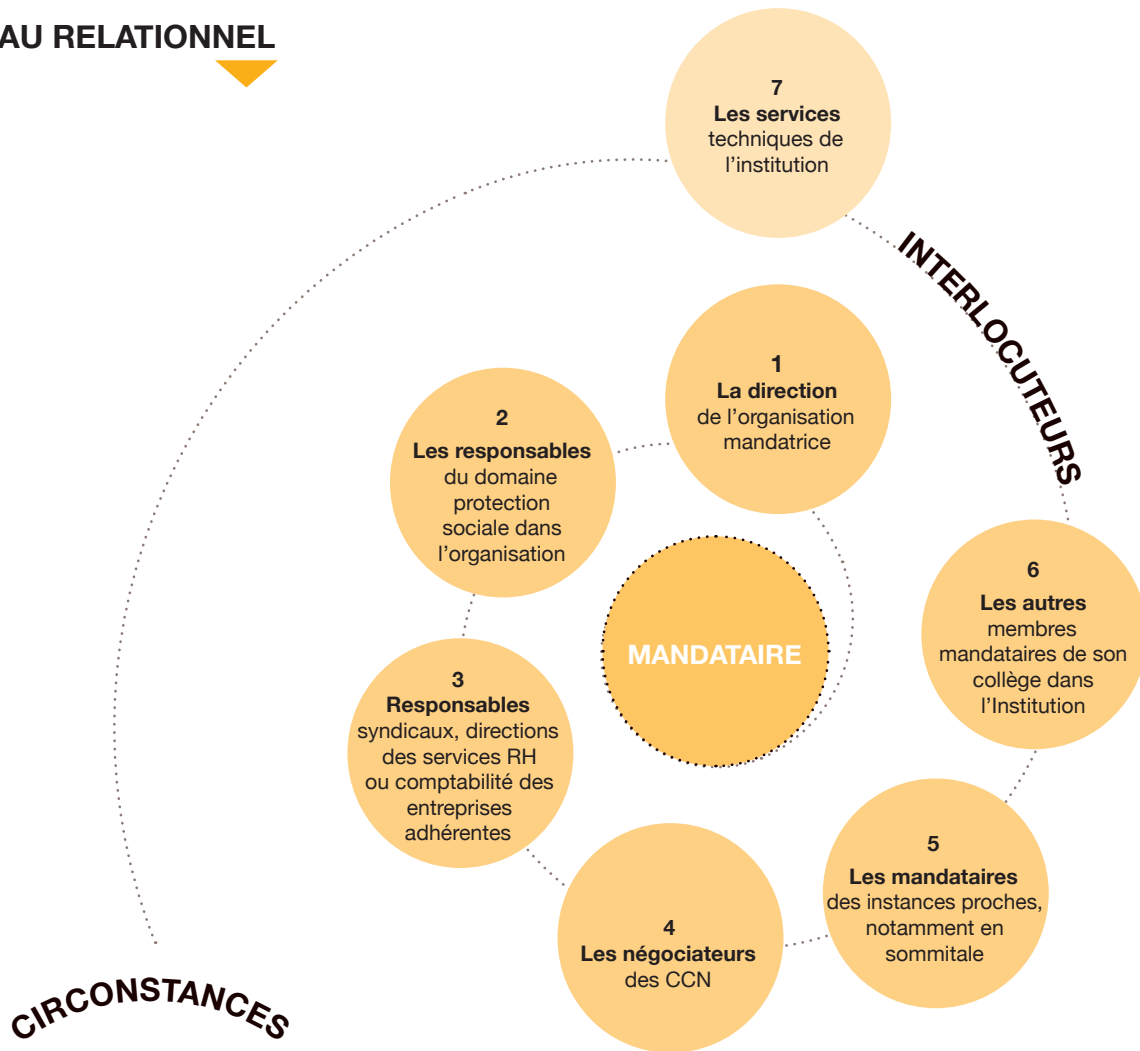 AU RELATIONNEL
7
Les services
techniques de
l'institution
INTERLOCUTEURS
1
La direction
de l'organisation
mandatrice
2
Les responsables
du domaine
protection
sociale dans
l'organisation
MANDATAIRE
6
Les autres
membres
mandataires de son
collège dans
l'Institution
3
Responsables
syndicaux, directions
des services RH
ou comptabilité des
entreprises
adhérentes
5
Les mandataires
des instances proches,
notamment en
sommitale
4
Les négociateurs
des CCN
CIRCONSTANCES